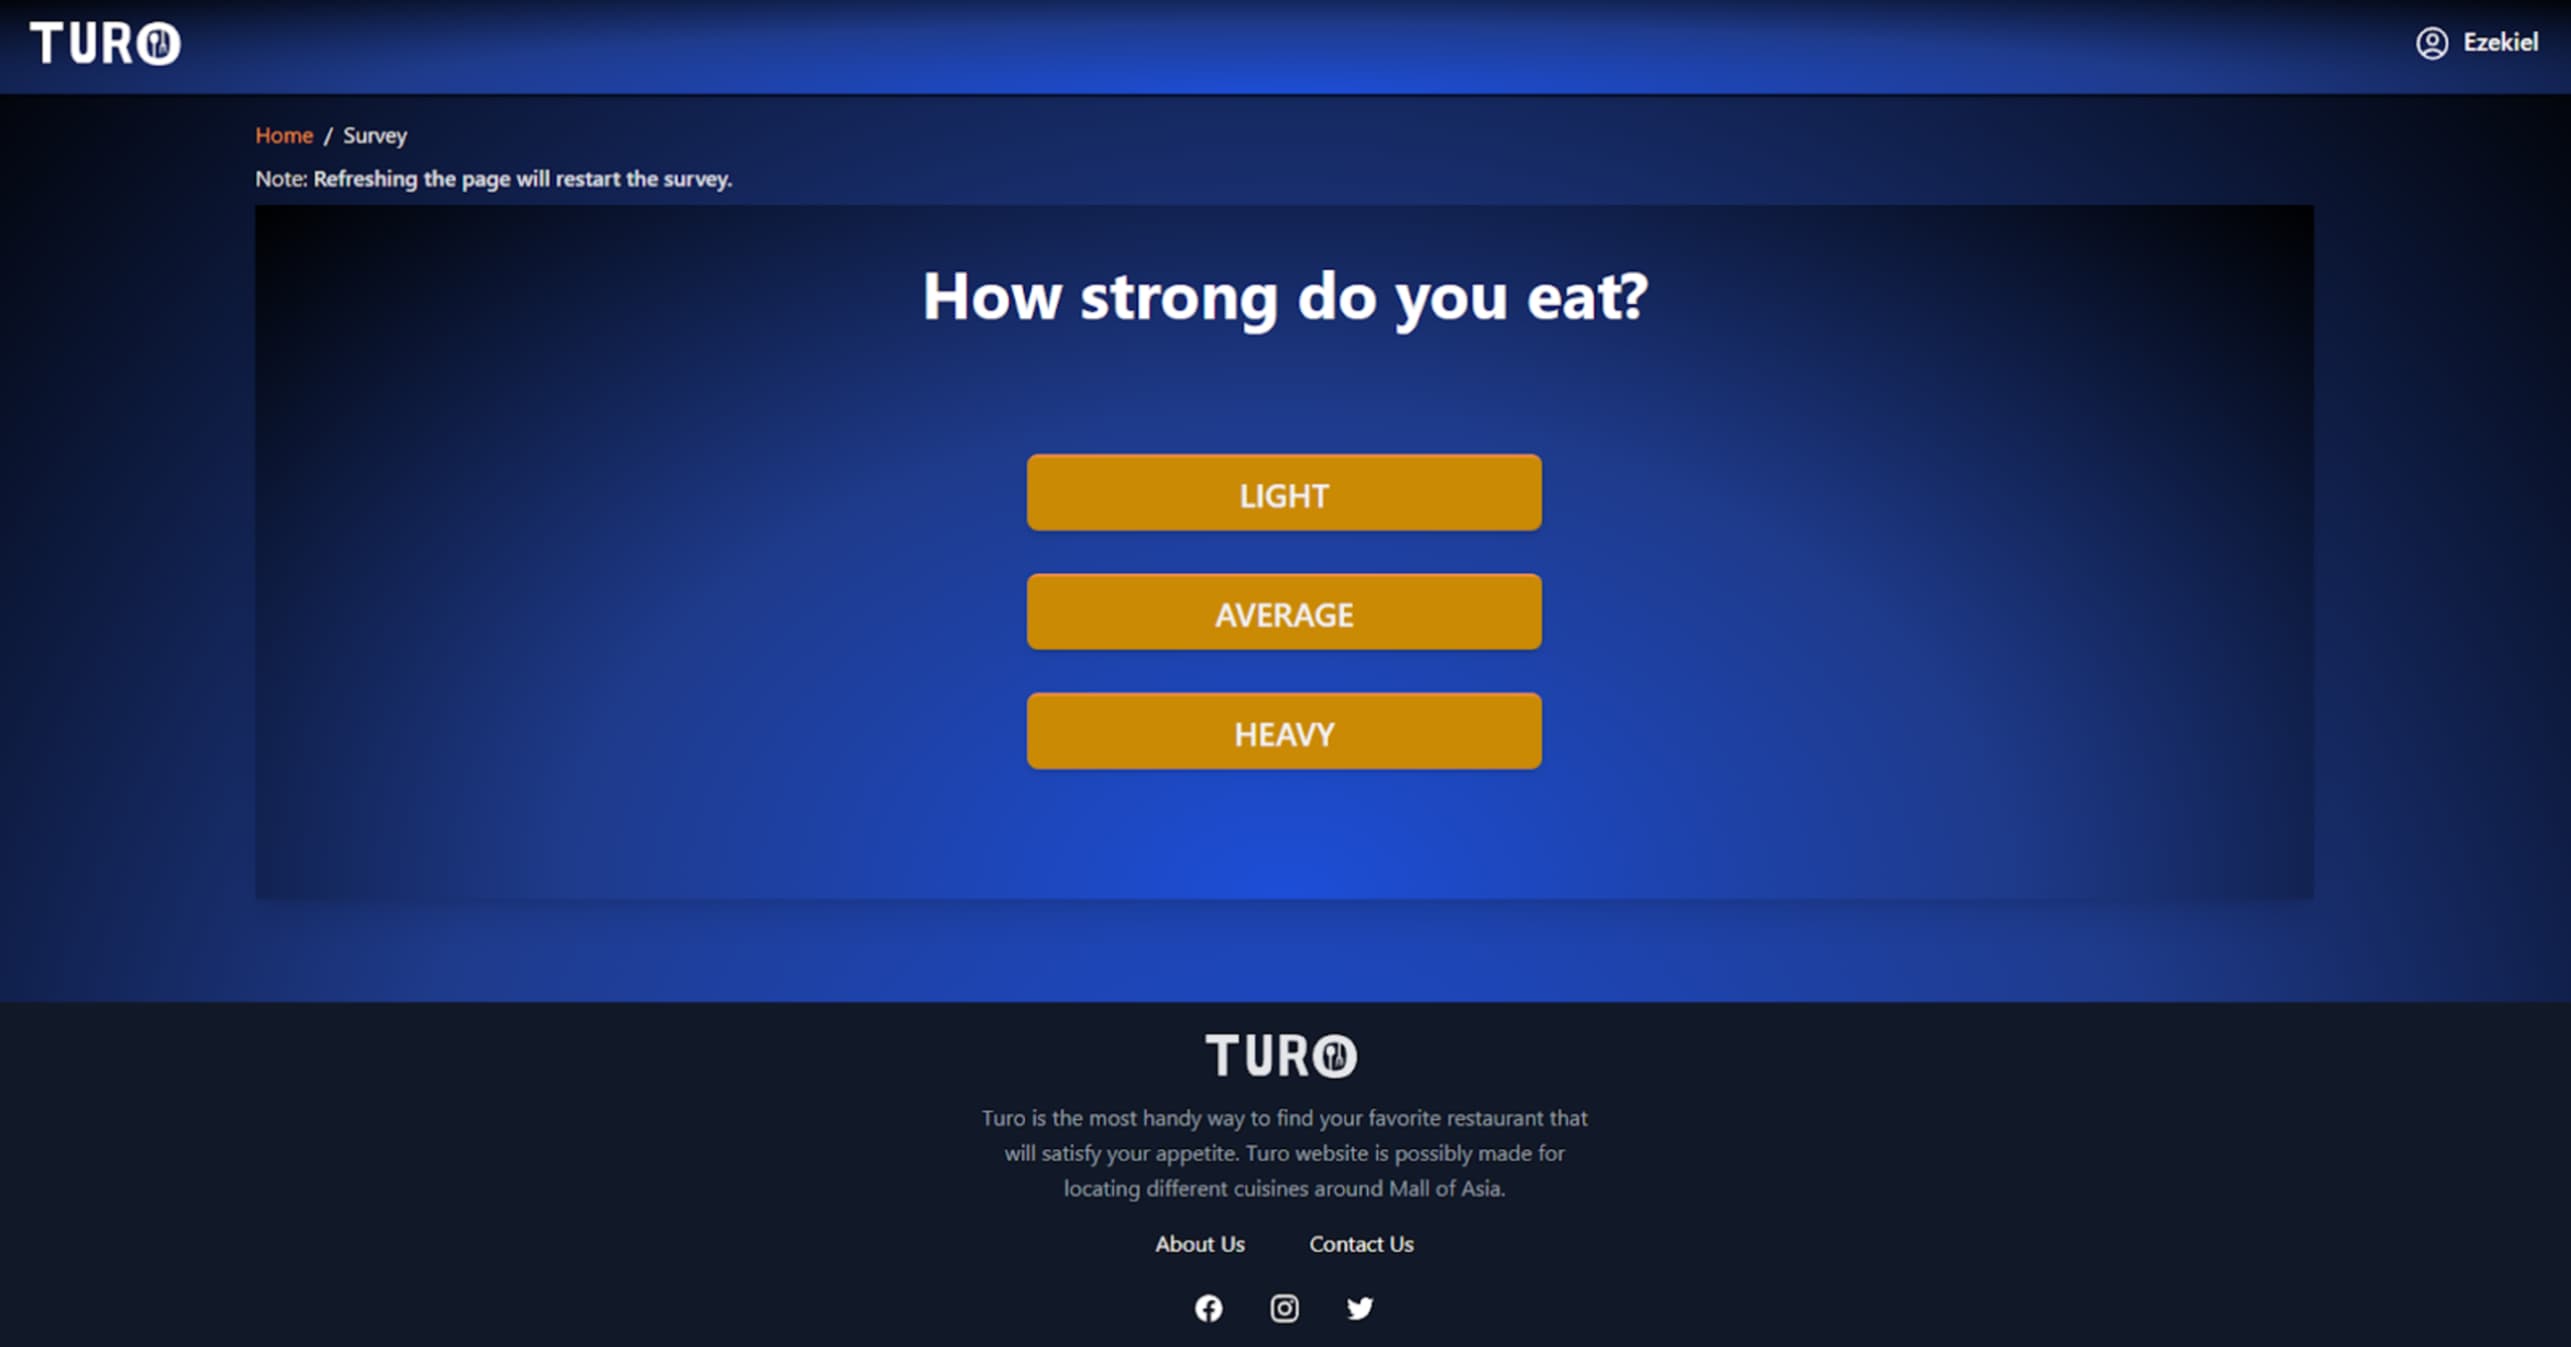 TURO
Ezekiel
Home / Survey
Note: Refreshing the page will restart the survey.
How strong do you eat?
LIGHT
AVERAGE
HEAVY
TURO
Turo is the most handy way to find your favorite restaurant that
will satisfy your appetite. Turo website is possibly made for
locating different cuisines around Mall of Asia.
About Us
Contact Us